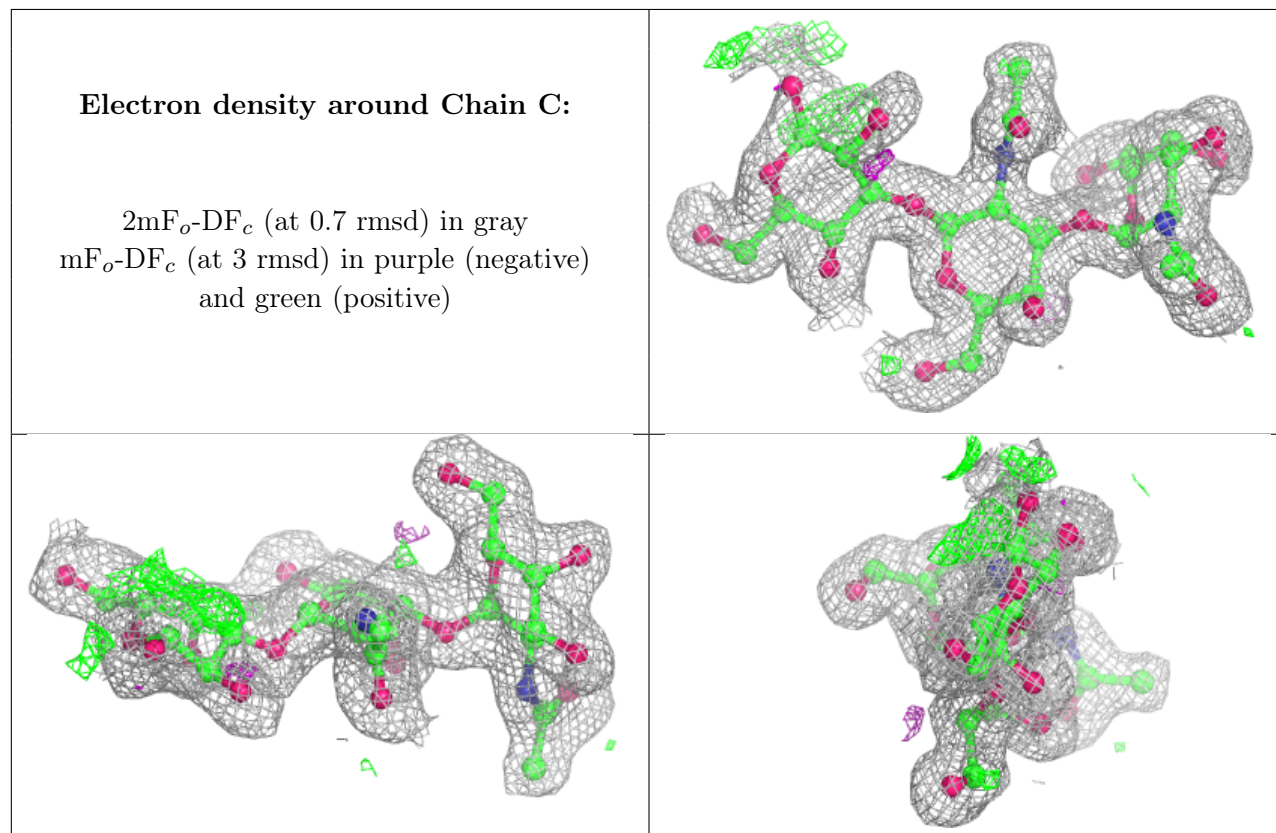 Electron density around Chain C:
2mFₒ-DF𝒸 (at 0.7 rmsd) in gray
mFₒ-DF𝒸 (at 3 rmsd) in purple (negative)
and green (positive)